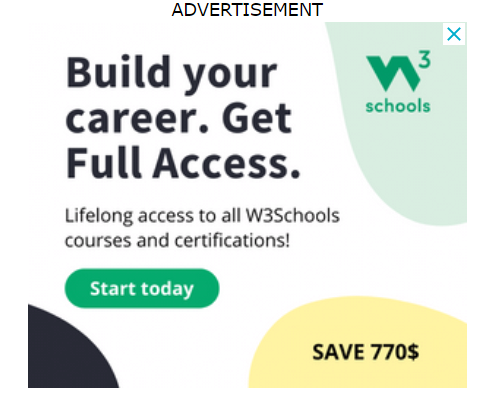 ADVERTISEMENT
Build your
career. Get
Full Access.
W3
schools
Lifelong access to all W3Schools
courses and certifications!
Start today
SAVE 770$